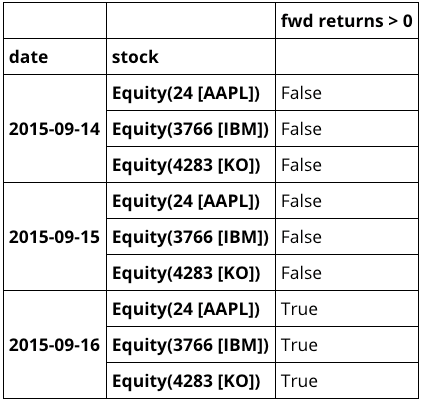 fwd returns > 0
date stock
2015-09-14 Equity(24 [AAPL]) False
Equity(3766 [IBM]) False
Equity(4283 [KO]) False
2015-09-15 Equity(24 [AAPL]) False
Equity(3766 [IBM]) False
Equity(4283 [KO]) False
2015-09-16 Equity(24 [AAPL]) True
Equity(3766 [IBM]) True
Equity(4283 [KO]) True